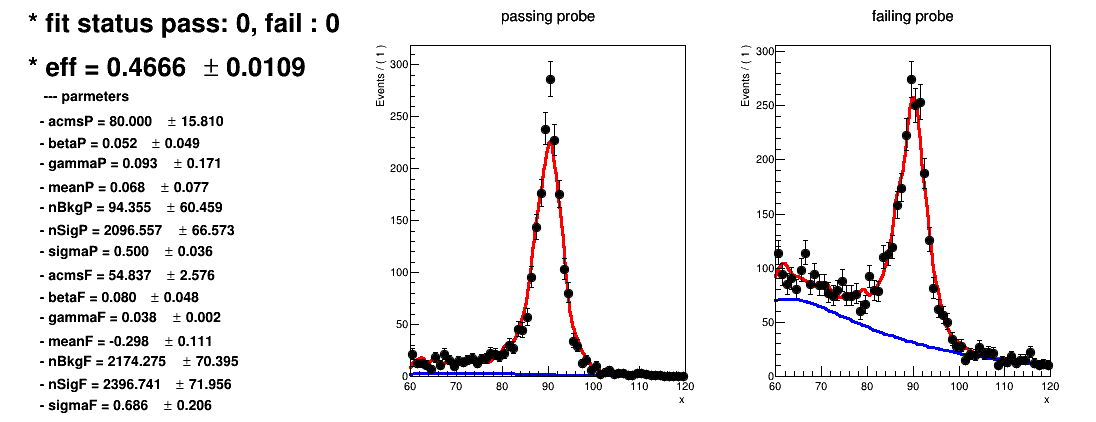 * fit status pass: 0, fail : 0
* eff = 0.4666 ± 0.0109
--- parmeters
- acmsP = 80.000 ± 15.810
- betaP = 0.052 ± 0.049
- gammaP = 0.093 ± 0.171
- meanP = 0.068 ± 0.077
- nBkgP = 94.355 ± 60.459
- nSigP = 2096.557 ± 66.573
- sigmaP = 0.500 ± 0.036
- acmsF = 54.837 ± 2.576
- betaF = 0.080 ± 0.048
- gammaF = 0.038 ± 0.002
- meanF = -0.298 ± 0.111
- nBkgF = 2174.275 ± 70.395
- nSigF = 2396.741 ± 71.956
- sigmaF = 0.686 ± 0.206
passing probe
Events / ( 1 )
300
250
200
150
100
50
0
60 70 80 90 100 110 120
x
failing probe
Events / ( 1 )
300
250
200
150
100
50
0
60 70 80 90 100 110 120
x